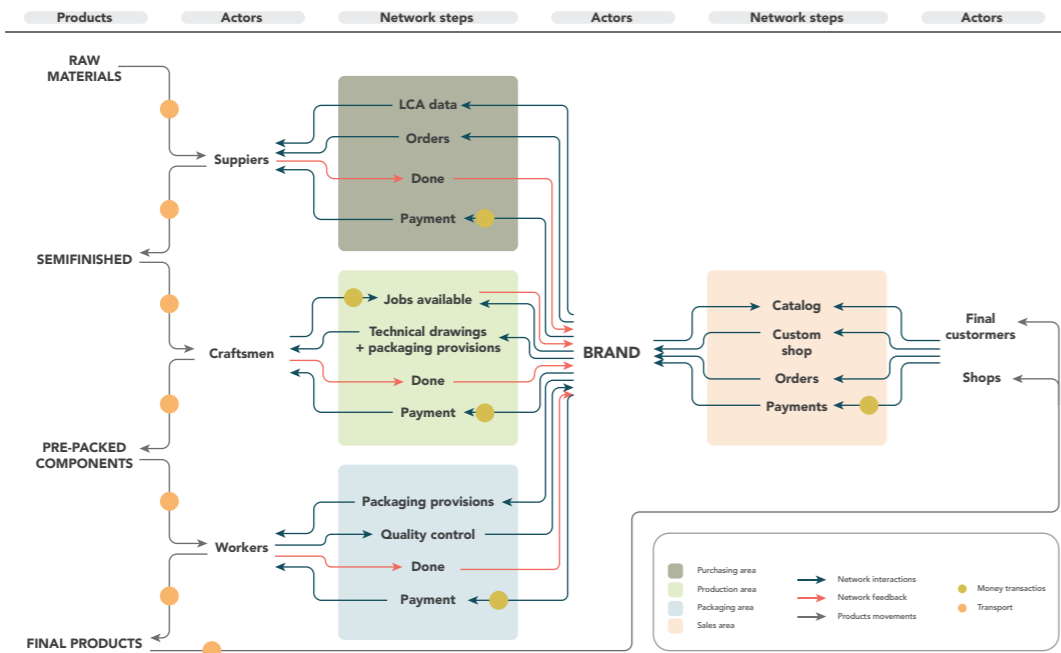 Products
Actors
Network steps
Actors
Network steps
Actors
RAW
MATERIALS
LCA data
Orders
Suppiers
Done
Payment
SEMIFINISHED
Jobs available
Technical drawings
+ packaging provisions
Craftsmen
Done
Payment
BRAND
Catalog
Custom
shop
Orders
Payments
Final
custormers
Shops
PRE-PACKED
COMPONENTS
Packaging provisions
Quality control
Workers
Done
Payment
FINAL PRODUCTS
Purchasing area
Production area
Packaging area
Sales area
Network interactions
Network feedback
Products movements
Money transactios
Transport